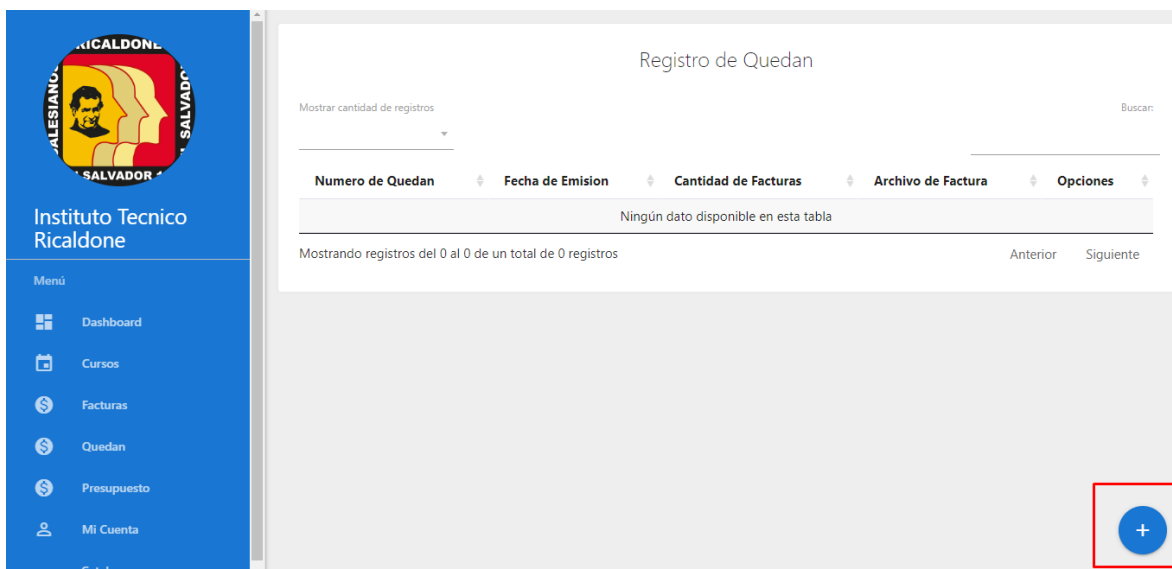 RICALDONE
SALESIANOS
SALVADOR
SALVADOR
Instituto Tecnico
Ricaldone
Menú
Dashboard
Cursos
Facturas
Quedan
Presupuesto
Mi Cuenta
Registro de Quedan
Mostrar cantidad de registros
Buscar:
Numero de Quedan Fecha de Emision Cantidad de Facturas Archivo de Factura Opciones
Ningún dato disponible en esta tabla
Mostrando registros del 0 al 0 de un total de 0 registros
Anterior Siguiente
+